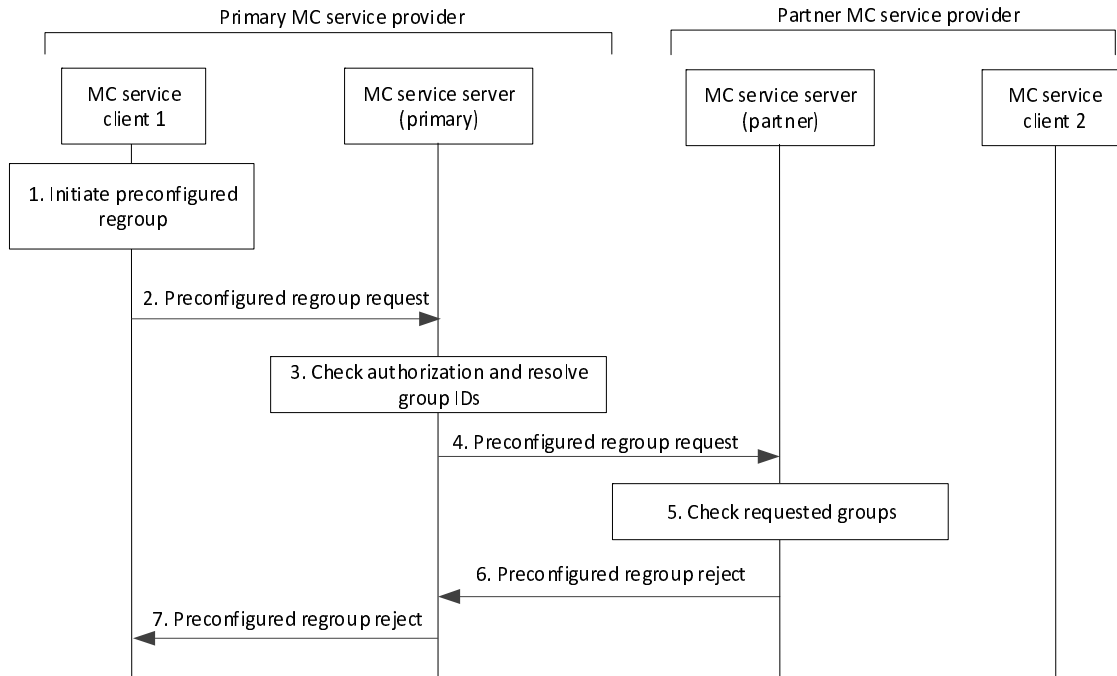 Primary MC service provider
Partner MC service provider
MC service
client 1
MC service server
(primary)
MC service server
(partner)
MC service
client 2
1. Initiate preconfigured
regroup
2. Preconfigured regroup request
3. Check authorization and resolve
group IDs
4. Preconfigured regroup request
5. Check requested groups
6. Preconfigured regroup reject
7. Preconfigured regroup reject